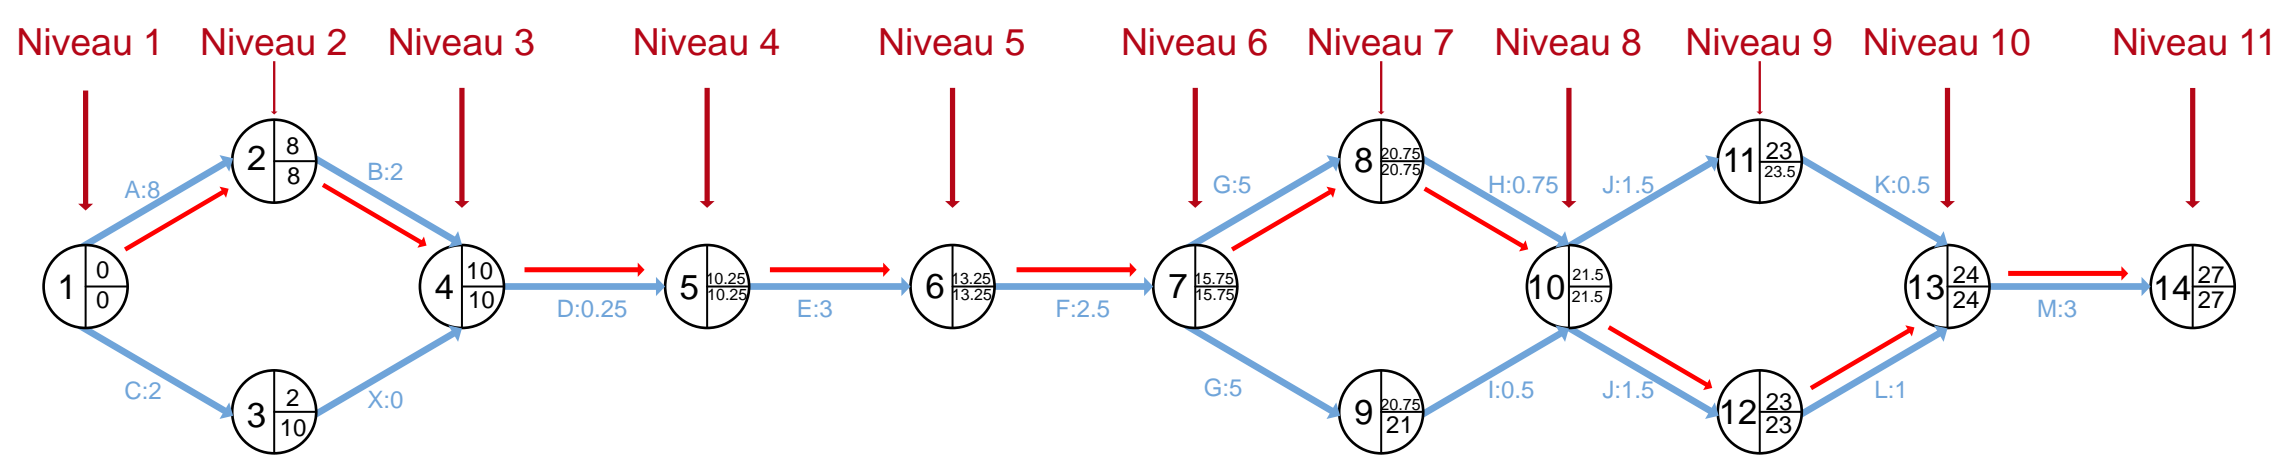 Niveau 1 Niveau 2 Niveau 3 Niveau 4 Niveau 5 Niveau 6 Niveau 7 Niveau 8 Niveau 9 Niveau 10 Niveau 11
A:8
2 8 8
B:2
1 0 0
C:2
3 2 10
X:0
4 10 10
D:0.25
5 10.25 10.25
E:3
6 13.25 13.25
F:2.5
7 15.75 15.75
G:5
8 20.75 20.75
H:0.75
G:5
9 20.75 21
I:0.5
10 21.5 21.5
J:1.5
11 23 23.5
K:0.5
J:1.5
12 23 23
L:1
13 24 24
M:3
14 27 27